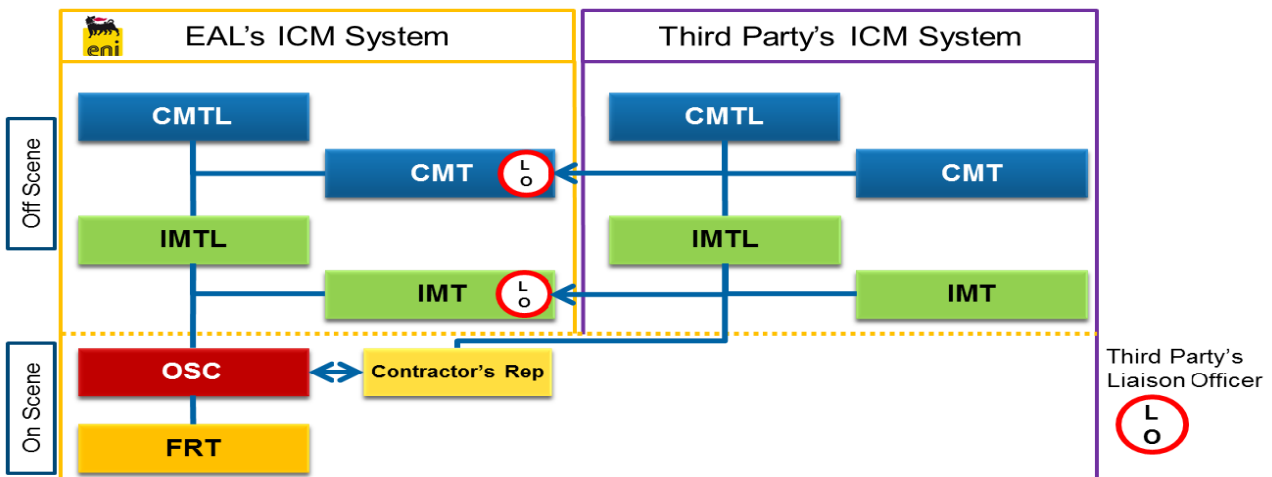 eni
EAL's ICM System
Third Party's ICM System
Off Scene
CMTL
CMTL
CMT
L
O
CMT
IMTL
IMTL
IMT
L
O
IMT
On Scene
OSC
Contractor's Rep
FRT
Third Party's
Liaison Officer
L
O